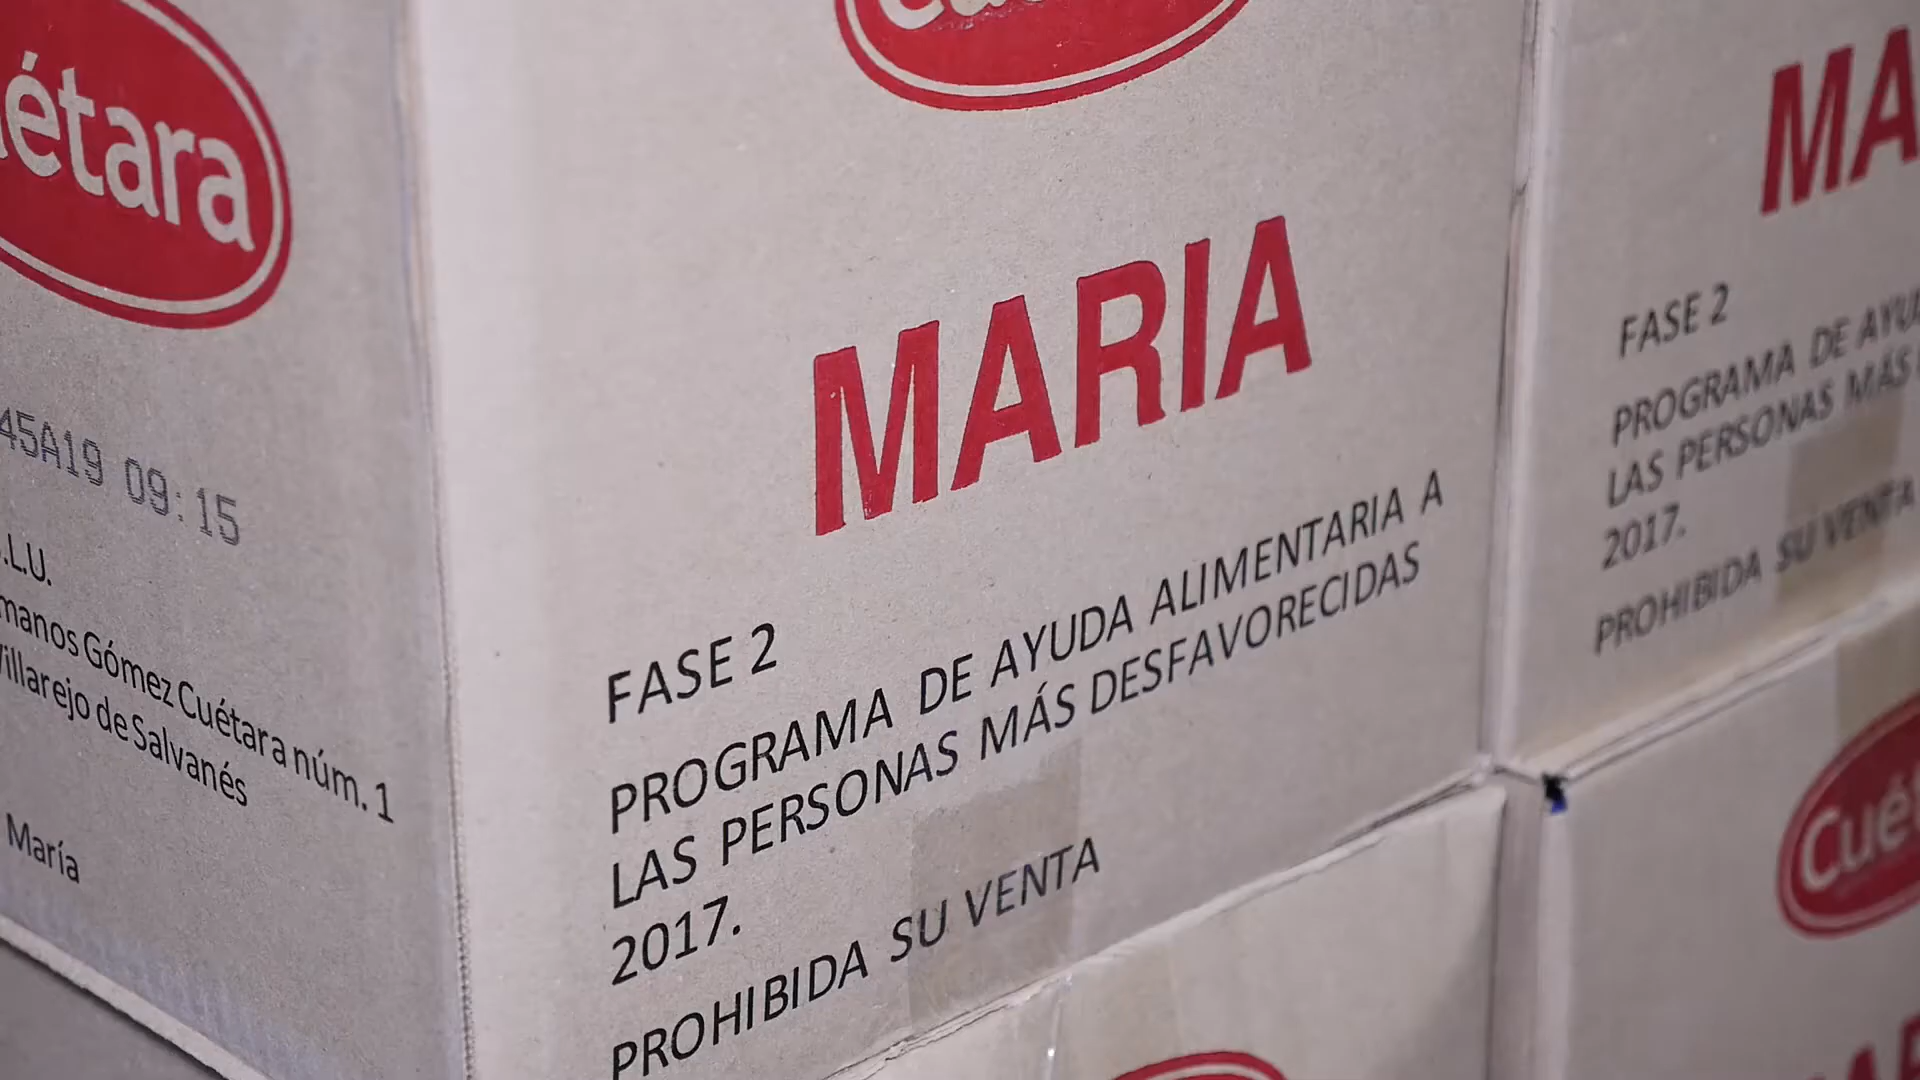 étara
45A19 09:15
.L.U.
manos Gómez Cuétara núm. 1
Villarejo de Salvanés
María
MARIA
FASE 2
PROGRAMA DE AYUDA ALIMENTARIA A
LAS PERSONAS MÁS DESFAVORECIDAS
2017.
PROHIBIDA SU VENTA
MA
FASE 2
PROGRAMA DE AYU
LAS PERSONAS MÁS
2017.
PROHIBIDA SU VENTA
Cué